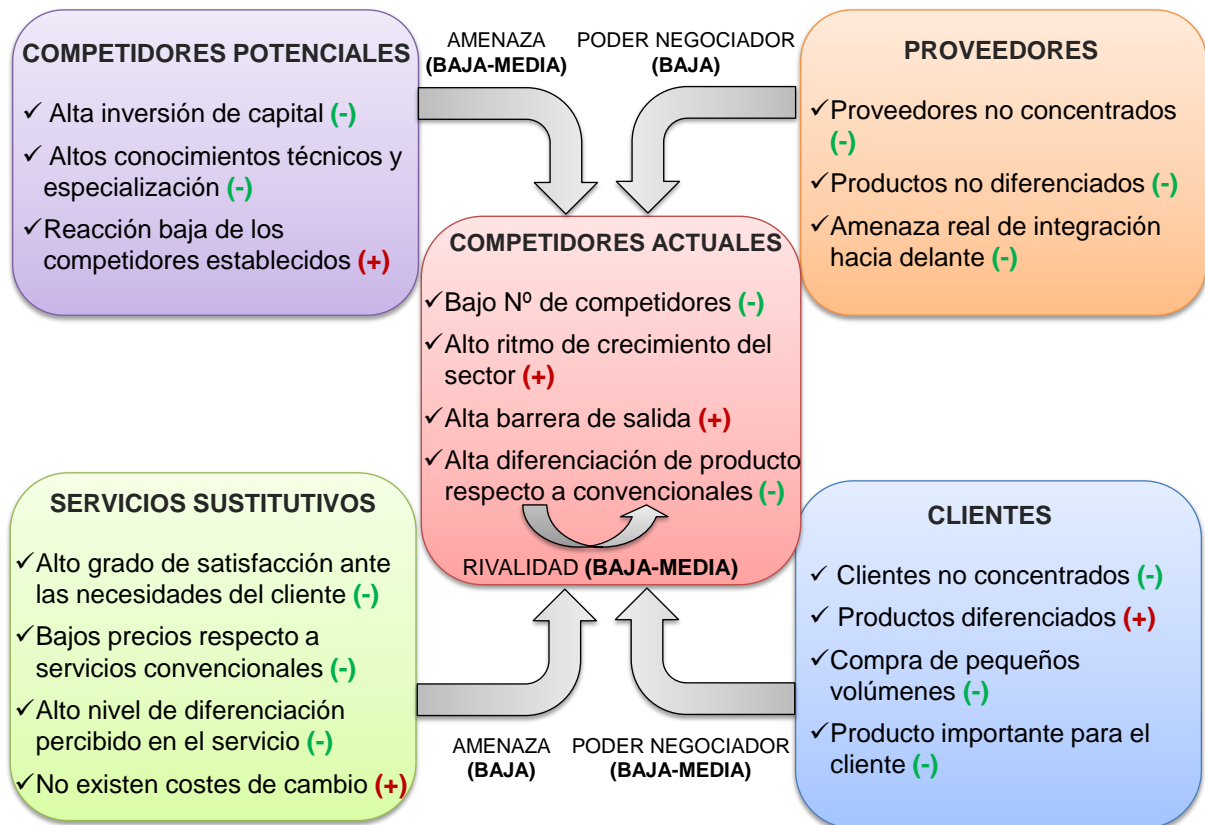 COMPETIDORES POTENCIALES
✓ Alta inversión de capital (-)
✓ Altos conocimientos técnicos y
especialización (-)
✓ Reacción baja de los
competidores establecidos (+)
AMENAZA
(BAJA-MEDIA)
PODER NEGOCIADOR
(BAJA)
PROVEEDORES
✓Proveedores no concentrados
(-)
✓Productos no diferenciados (-)
✓Amenaza real de integración
hacia delante (-)
COMPETIDORES ACTUALES
✓Bajo Nº de competidores (-)
✓Alto ritmo de crecimiento del
sector (+)
✓Alta barrera de salida (+)
✓Alta diferenciación de producto
respecto a convencionales (-)
RIVALIDAD (BAJA-MEDIA)
SERVICIOS SUSTITUTIVOS
✓Alto grado de satisfacción ante
las necesidades del cliente (-)
✓Bajos precios respecto a
servicios convencionales (-)
✓Alto nivel de diferenciación
percibido en el servicio (-)
✓No existen costes de cambio (+)
AMENAZA
(BAJA)
PODER NEGOCIADOR
(BAJA-MEDIA)
CLIENTES
✓ Clientes no concentrados (-)
✓ Productos diferenciados (+)
✓Compra de pequeños
volúmenes (-)
✓Producto importante para el
cliente (-)